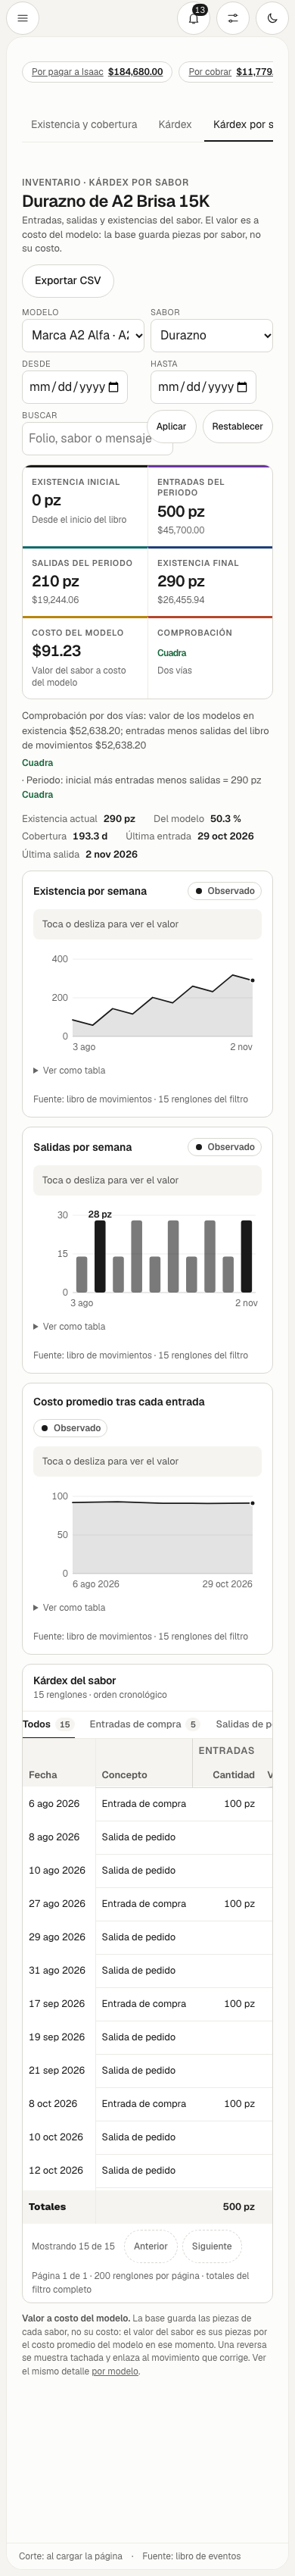 13
Por pagar a Isaac $184,680.00 Por cobrar $11,779.
Existencia y cobertura Kárdex Kárdex por s
INVENTARIO · KÁRDEX POR SABOR
Durazno de A2 Brisa 15K
Entradas, salidas y existencias del sabor. El valor es a
costo del modelo: la base guarda piezas por sabor, no
su costo.
Exportar CSV
MODELO SABOR
Marca A2 Alfa · A2 Durazno
DESDE HASTA
mm/dd/yyyy mm/dd/yyyy
BUSCAR
Folio, sabor o mensaje Aplicar Restablecer
EXISTENCIA INICIAL
0 pz
Desde el inicio del libro
ENTRADAS DEL
PERIODO
500 pz
$45,700.00
SALIDAS DEL PERIODO
210 pz
$19,244.06
EXISTENCIA FINAL
290 pz
$26,455.94
COSTO DEL MODELO
$91.23
Valor del sabor a costo
del modelo
COMPROBACIÓN
Cuadra
Dos vías
Comprobación por dos vías: valor de los modelos en
existencia $52,638.20; entradas menos salidas del libro
de movimientos $52,638.20
Cuadra
· Periodo: inicial más entradas menos salidas = 290 pz
Cuadra
Existencia actual 290 pz Del modelo 50.3 %
Cobertura 193.3 d Última entrada 29 oct 2026
Última salida 2 nov 2026
Existencia por semana Observado
Toca o desliza para ver el valor
400
200
0
3 ago 2 nov
Ver como tabla
Fuente: libro de movimientos · 15 renglones del filtro
Salidas por semana Observado
Toca o desliza para ver el valor
30
28 pz
15
0
3 ago 2 nov
Ver como tabla
Fuente: libro de movimientos · 15 renglones del filtro
Costo promedio tras cada entrada
Observado
Toca o desliza para ver el valor
100
50
0
6 ago 2026 29 oct 2026
Ver como tabla
Fuente: libro de movimientos · 15 renglones del filtro
Kárdex del sabor
15 renglones · orden cronológico
Todos 15 Entradas de compra 5 Salidas de p
ENTRADAS
Fecha Concepto Cantidad V
6 ago 2026 Entrada de compra 100 pz
8 ago 2026 Salida de pedido
10 ago 2026 Salida de pedido
27 ago 2026 Entrada de compra 100 pz
29 ago 2026 Salida de pedido
31 ago 2026 Salida de pedido
17 sep 2026 Entrada de compra 100 pz
19 sep 2026 Salida de pedido
21 sep 2026 Salida de pedido
8 oct 2026 Entrada de compra 100 pz
10 oct 2026 Salida de pedido
12 oct 2026 Salida de pedido
Totales 500 pz
Mostrando 15 de 15 Anterior Siguiente
Página 1 de 1 · 200 renglones por página · totales del
filtro completo
Valor a costo del modelo. La base guarda las piezas de
cada sabor, no su costo: el valor del sabor es sus piezas por
el costo promedio del modelo en ese momento. Una reversa
se muestra tachada y enlaza al movimiento que corrige. Ver
el mismo detalle por modelo.
Corte: al cargar la página · Fuente: libro de eventos